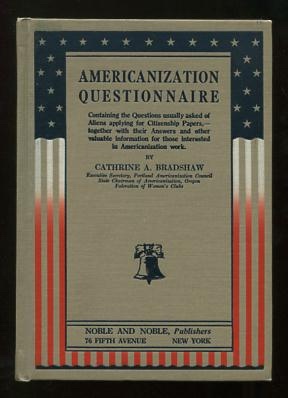 AMERICANIZATION
QUESTIONNAIRE
Containing the Questions usually asked of
Aliens applying for Citizenship Papers,—
together with their Answers and other
valuable information for those interested
in Americanization work.
BY
CATHRINE A. BRADSHAW
Executive Secretary, Portland Americanization Council
State Chairman of Americanization, Oregon
Federation of Women's Clubs
NOBLE AND NOBLE, Publishers
76 FIFTH AVENUE NEW YORK